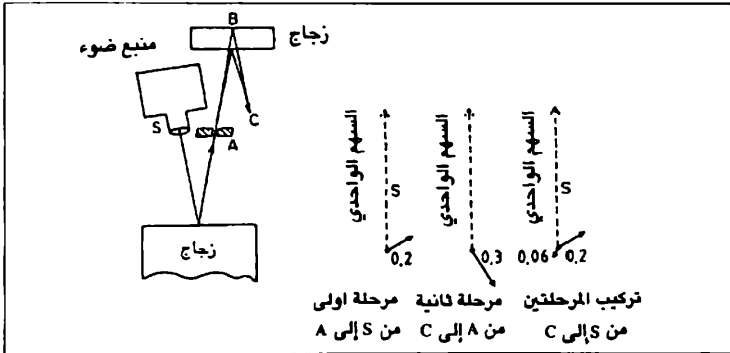 B
زجاج
منبع ضوء
C
S
A
زجاج
السهم الواحدي
S
0,2
السهم الواحدي
0,3
السهم الواحدي
S
0,06
0,2
مرحلة اولى
من S إلى A
مرحلة ثانية
من A إلى C
تركيب المرحلتين
من S إلى C